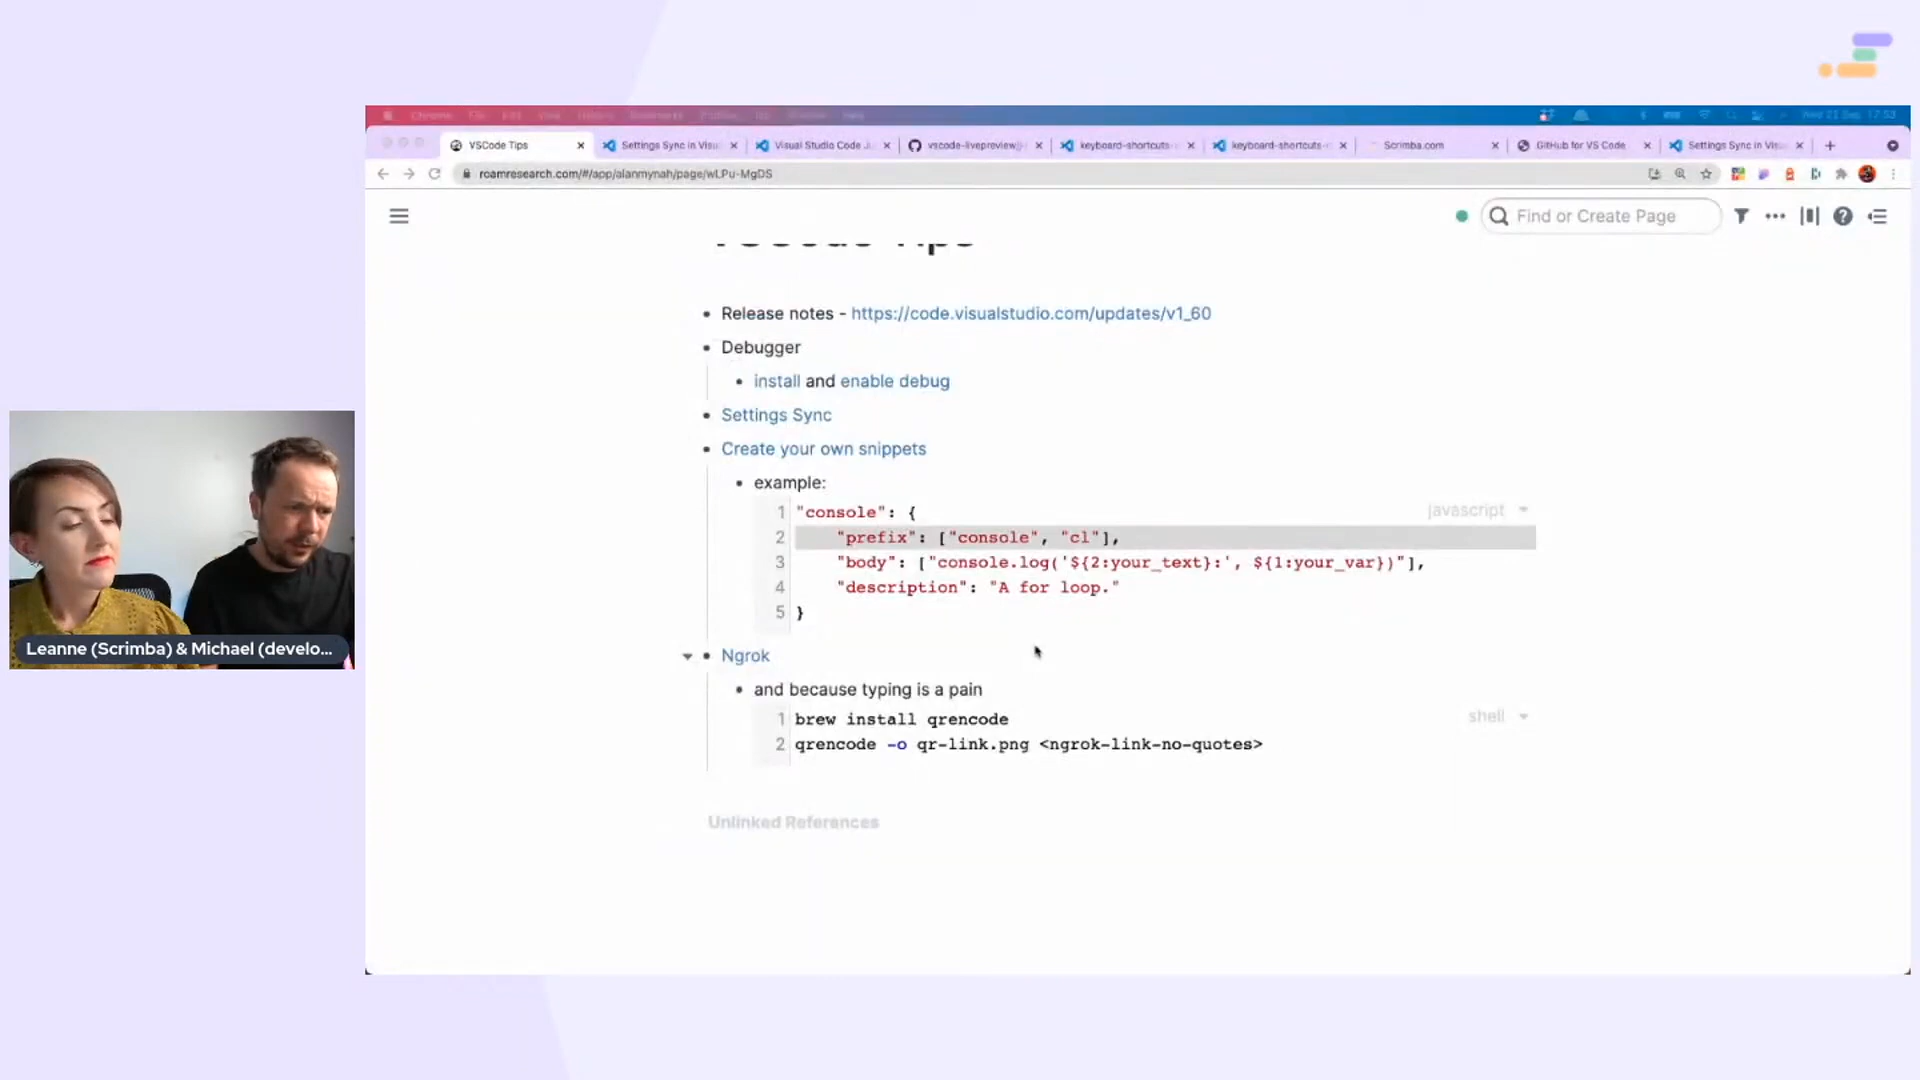 VSCode Tips
Settings Sync in Visu
Visual Studio Code J
vscode-livepreview/
keyboard-shortcuts-
keyboard-shortcuts-
Scrimba.com
GitHub for VS Code
Settings Sync in Visu
roamresearch.com/#/app/alanmynah/page/wLPu-MgDS
Find or Create Page
VSCode Tips
Release notes - https://code.visualstudio.com/updates/v1_60
Debugger
install and enable debug
Settings Sync
Create your own snippets
example:
javascript
1 "console": {
2 "prefix": ["console", "cl"],
3 "body": ["console.log('${2:your_text}:', ${1:your_var})"],
4 "description": "A for loop."
5 }
Ngrok
and because typing is a pain
shell
1 brew install qrencode
2 qrencode -o qr-link.png <ngrok-link-no-quotes>
Unlinked References
Leanne (Scrimba) & Michael (develo...